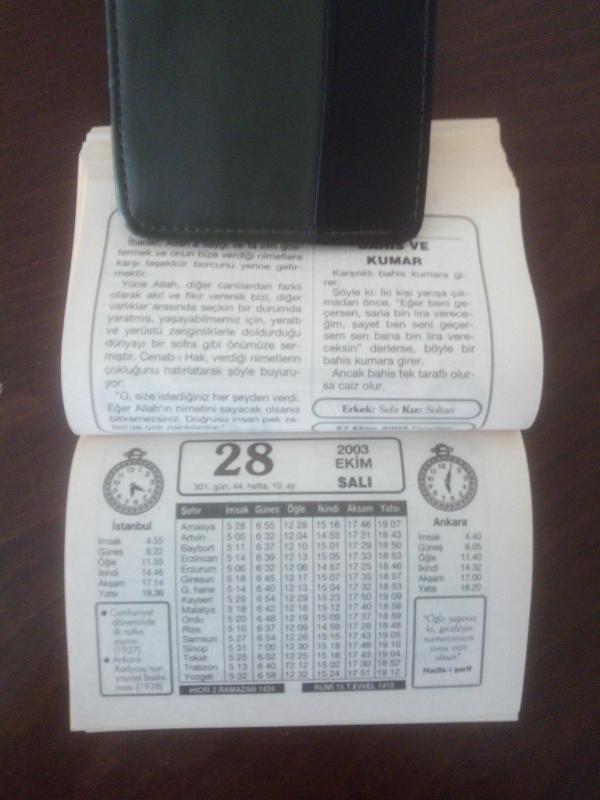 İbadet, Allah'a saygı ve ta'zim gös-
termek ve onun bize verdiği nimetlere
karşı teşekkür borcunu yerine getir-
mektir.
Yüce Allah, diğer canlılardan farklı
olarak akıl ve fikir vererek bizi, diğer
varlıklar arasında seçkin bir durumda
yaratmış, yaşayabilmemiz için, yeraltı
ve yerüstü zenginliklerle doldurduğu
dünyayı bir sofra gibi önümüze ser-
miştir. Cenab-ı Hak, verdiği nimetlerin
çokluğunu hatırlatarak şöyle buyuru-
yor:
"O, size istediğiniz her şeyden verdi.
Eğer Allah'ın nimetini sayacak olsanız
bitiremezsiniz. Doğrusu insan pek za-
lim ve çok nankördür."
BAHİS VE
KUMAR
Karşılıklı bahis kumara gi-
rer.
Şöyle ki: İki kişi yarışa çık-
madan önce, "Eğer beni ge-
çersen, sana bin lira verece-
ğim, şayet ben seni geçer-
sem sen bana bin lira vere-
ceksin" derlerse, böyle bir
bahis kumara girer.
Ancak bahis tek taraflı olur-
sa caiz olur.
Erkek: Sefa Kız: Sultan
27 Ekim 2003
28
2003
EKİM
SALI
301. gün, 44. hafta, 10. ay
İstanbul
İmsak 4.55
Güneş 6.22
Öğle 11.55
İkindi 14.46
Akşam 17.14
Yatsı 18.36
Cumhuriyet
döneminde
ilk nüfus
sayımı
(1927)
Ankara
Radyosu'nun
yayına başla-
ması (1938)
Şehir İmsak Güneş Öğle İkindi Akşam Yatsı
Amasya 5 28 6 55 12 28 15 18 17 46 19 07
Artvin 5 05 6 32 12 04 14 53 17 21 18 43
Bayburt 5 11 6 37 12 10 15 01 17 29 18 50
Erzincan 5 14 6 39 12 13 15 05 17 33 18 53
Erzurum 5 06 6 32 12 06 14 57 17 25 18 46
Giresun 5 18 6 45 12 17 15 07 17 35 18 57
G. hane 5 14 6 40 12 13 15 04 17 32 18 53
Kayseri 5 29 6 54 12 29 15 23 17 50 19 09
Malatya 5 18 6 42 12 18 15 12 17 40 18 58
Ordu 5 20 6 48 12 19 15 09 17 37 18 59
Rize 5 10 6 37 12 09 14 59 17 26 18 48
Samsun 5 27 6 54 12 26 15 15 17 43 19 05
Sinop 5 31 7 00 12 30 15 18 17 46 19 10
Tokat 5 25 6 52 12 25 15 16 17 43 19 04
Trabzon 5 13 6 40 12 12 15 02 17 30 18 52
Yozgat 5 32 6 58 12 32 15 24 17 51 19 12
HİCRİ 2 RAMAZAN 1424
RUMİ 15 T.EVVEL 1419
Ankara
İmsak 4.40
Güneş 6.05
Öğle 11.40
İkindi 14.32
Akşam 17.00
Yatsı 18.20
Hadis-i şerif